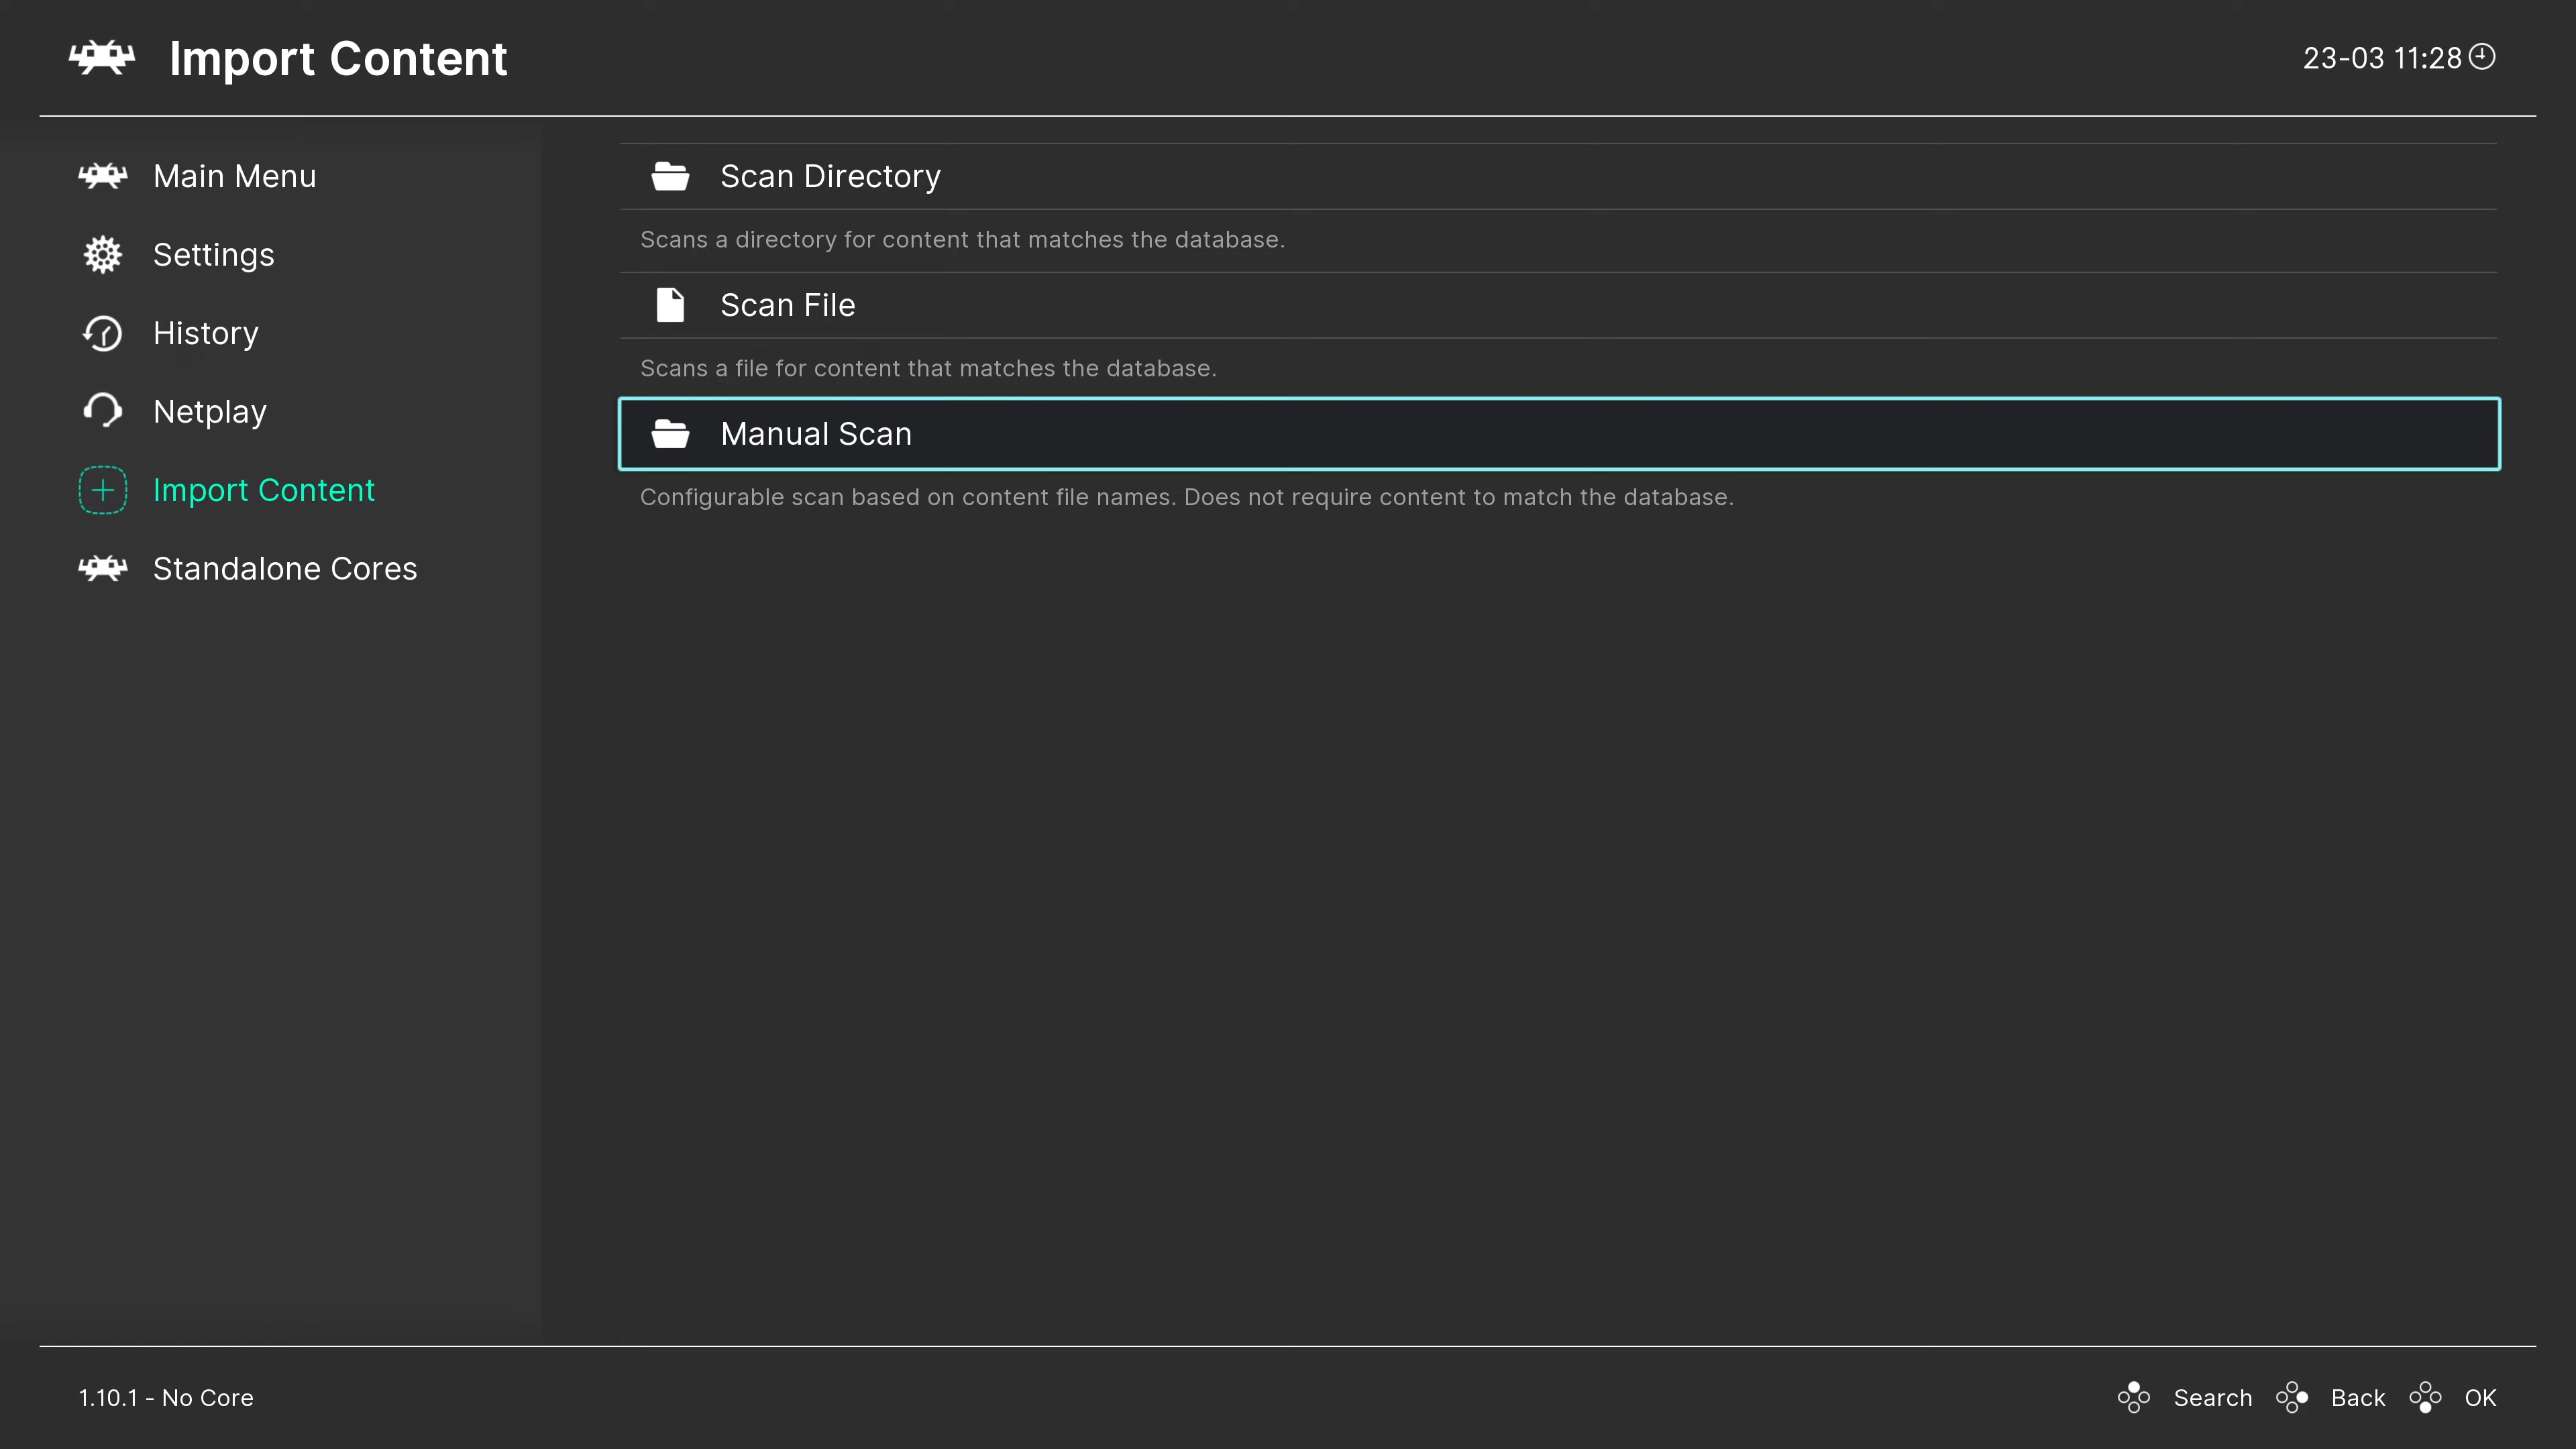 Import Content
23-03 11:28
Main Menu
Settings
History
Netplay
Import Content
Standalone Cores
Scan Directory
Scans a directory for content that matches the database.
Scan File
Scans a file for content that matches the database.
Manual Scan
Configurable scan based on content file names. Does not require content to match the database.
1.10.1 - No Core
Search Back OK